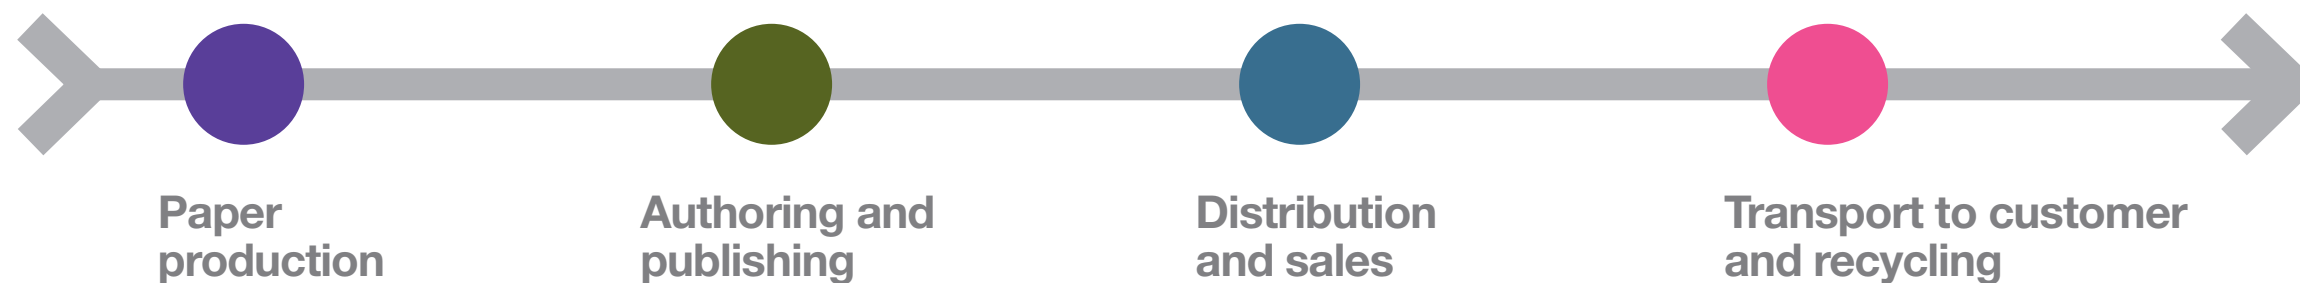 Paper
production
Authoring and
publishing
Distribution
and sales
Transport to customer
and recycling